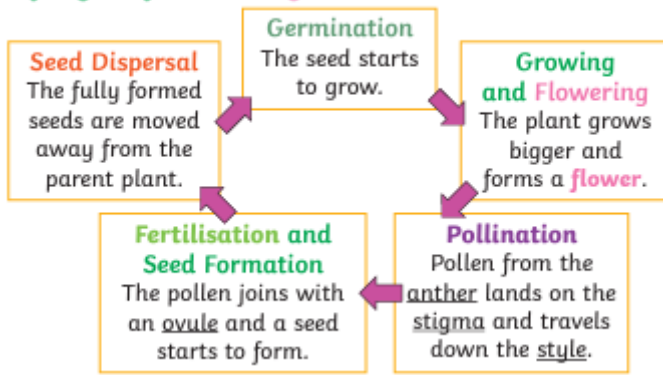 Germination
The seed starts
to grow.
Growing
and Flowering
The plant grows
bigger and
forms a flower.
Pollination
Pollen from the
anther lands on the
stigma and travels
down the style.
Fertilisation and
Seed Formation
The pollen joins with
an ovule and a seed
starts to form.
Seed Dispersal
The fully formed
seeds are moved
away from the
parent plant.